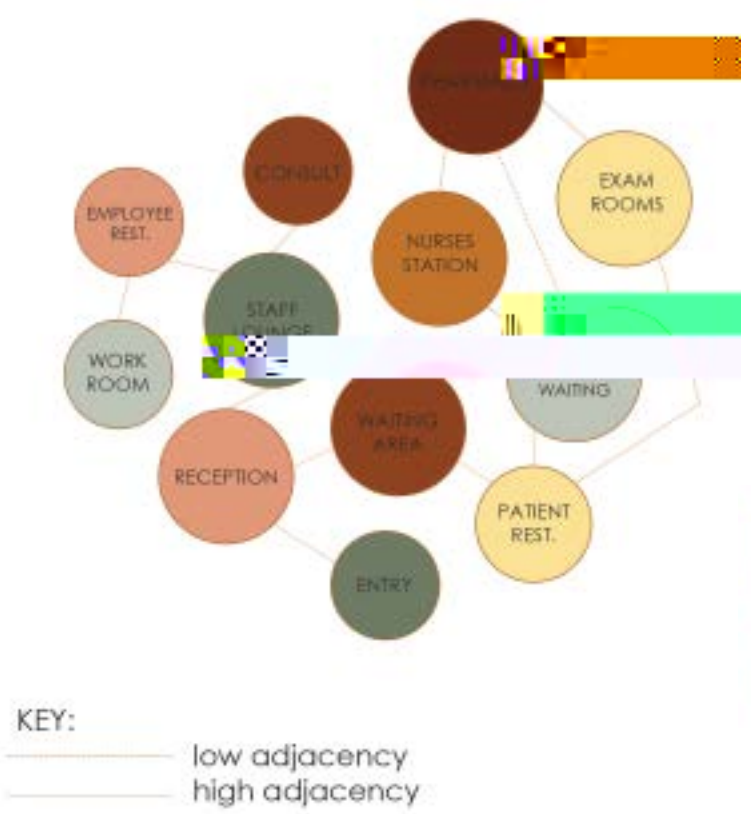 CONSULT
EXAM
ROOMS
EMPLOYEE
REST.
NURSES
STATION
STAFF
LOUNGE
WORK
ROOM
WAITING
WAITING
AREA
RECEPTION
PATIENT
REST.
ENTRY
KEY:
low adjacency
high adjacency